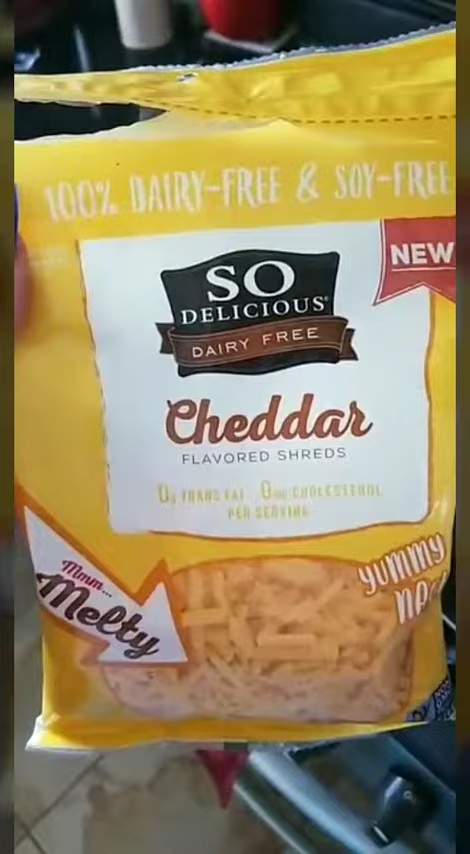 100% DAIRY-FREE & SOY-FREE
NEW
SO
DELICIOUS®
DAIRY FREE
Cheddar
FLAVORED SHREDS
0g TRANS FAT 0mg CHOLESTEROL
PER SERVING
Mmm...
Melty
YUMMY